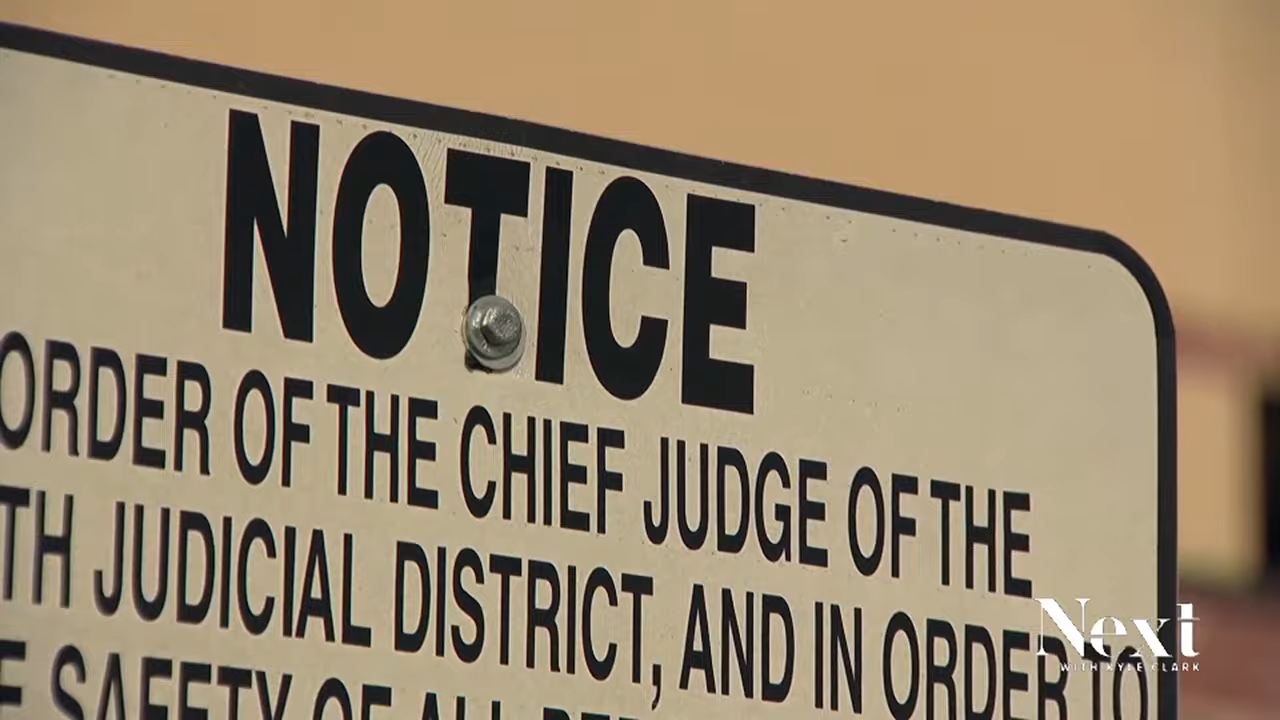 NOTICE
ORDER OF THE CHIEF JUDGE OF THE
TH JUDICIAL DISTRICT, AND IN ORDER TO
SAFETY OF ALL
Next
WITH KYLE CLARK